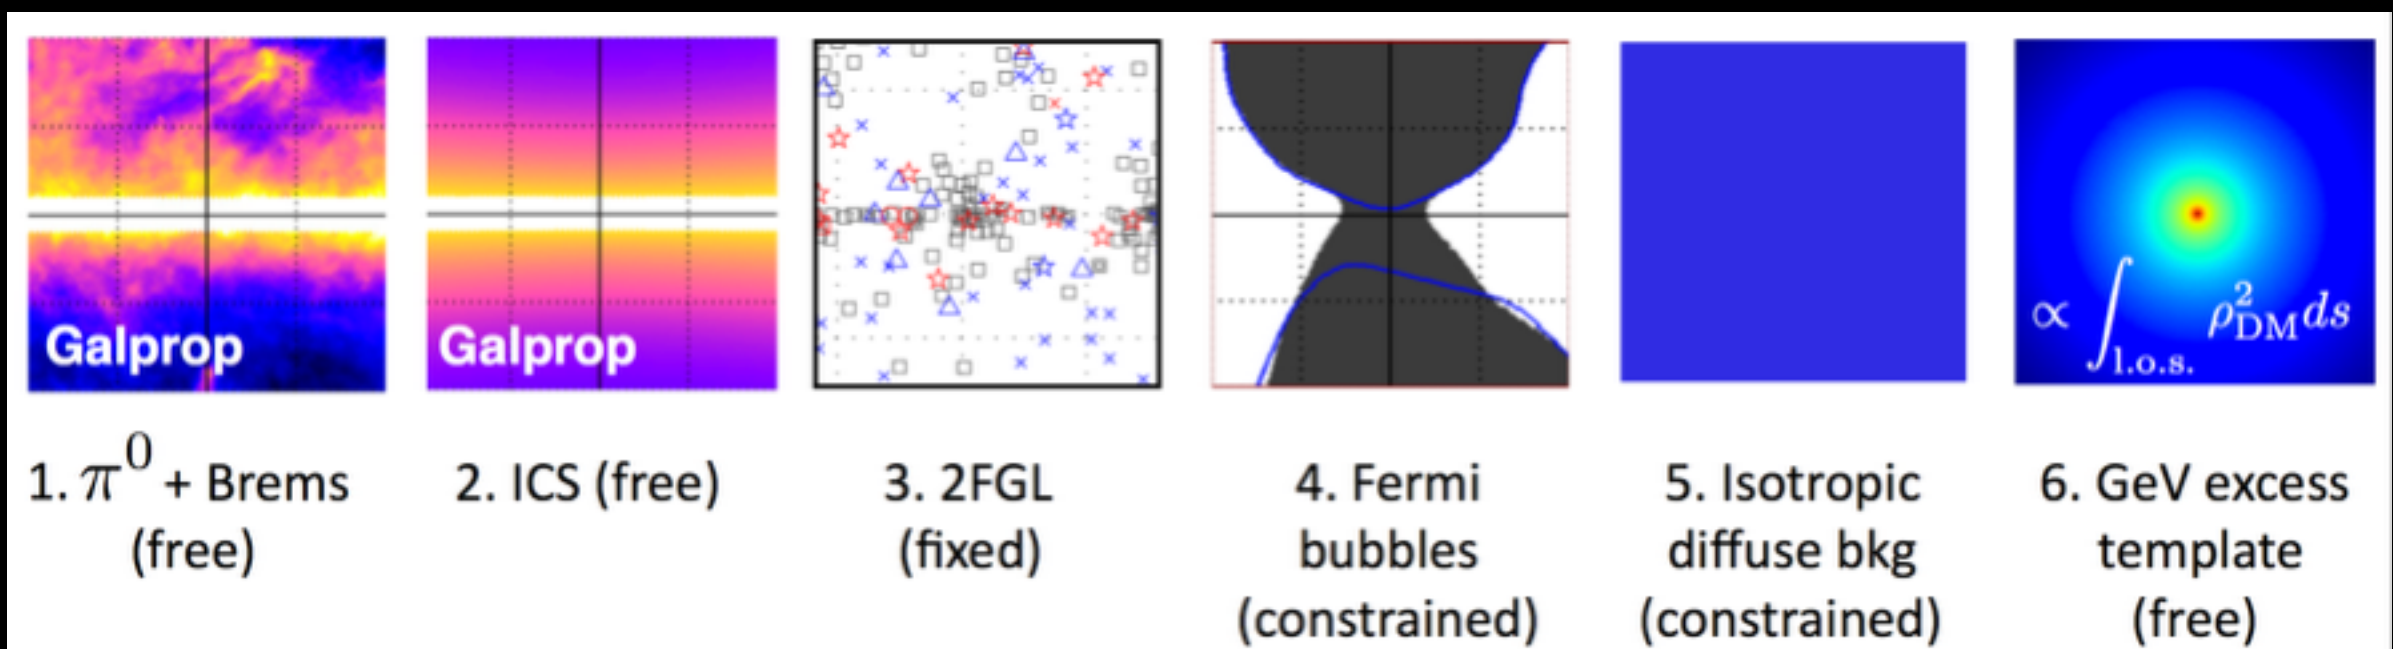 Galprop
Galprop
∝ ∫l.o.s. ρ²DM ds
1. π⁰ + Brems
(free)
2. ICS (free)
3. 2FGL
(fixed)
4. Fermi
bubbles
(constrained)
5. Isotropic
diffuse bkg
(constrained)
6. GeV excess
template
(free)